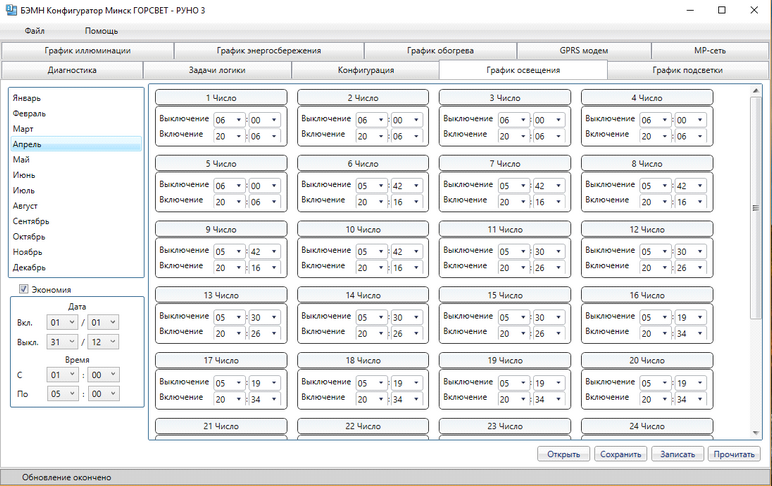 БЭМН Конфигуратор Минск ГОРСВЕТ - РУНО 3
Файл Помощь
График иллюминации График энергосбережения График обогрева GPRS модем МР-сеть
Диагностика Задачи логики Конфигурация График освещения График подсветки
Январь
Февраль
Март
Апрель
Май
Июнь
Июль
Август
Сентябрь
Октябрь
Ноябрь
Декабрь
Экономия
Дата
Вкл. 01 / 01
Выкл. 31 / 12
Время
С 01 : 00
По 05 : 00
1 Число 2 Число 3 Число 4 Число
Выключение 06 : 00 Выключение 06 : 00 Выключение 06 : 00 Выключение 06 : 00
Включение 20 : 06 Включение 20 : 06 Включение 20 : 06 Включение 20 : 06
5 Число 6 Число 7 Число 8 Число
Выключение 06 : 00 Выключение 05 : 42 Выключение 05 : 42 Выключение 05 : 42
Включение 20 : 06 Включение 20 : 16 Включение 20 : 16 Включение 20 : 16
9 Число 10 Число 11 Число 12 Число
Выключение 05 : 42 Выключение 05 : 42 Выключение 05 : 30 Выключение 05 : 30
Включение 20 : 16 Включение 20 : 16 Включение 20 : 26 Включение 20 : 26
13 Число 14 Число 15 Число 16 Число
Выключение 05 : 30 Выключение 05 : 30 Выключение 05 : 30 Выключение 05 : 19
Включение 20 : 26 Включение 20 : 26 Включение 20 : 26 Включение 20 : 34
17 Число 18 Число 19 Число 20 Число
Выключение 05 : 19 Выключение 05 : 19 Выключение 05 : 19 Выключение 05 : 19
Включение 20 : 34 Включение 20 : 34 Включение 20 : 34 Включение 20 : 34
21 Число 22 Число 23 Число 24 Число
Открыть Сохранить Записать Прочитать
Обновление окончено